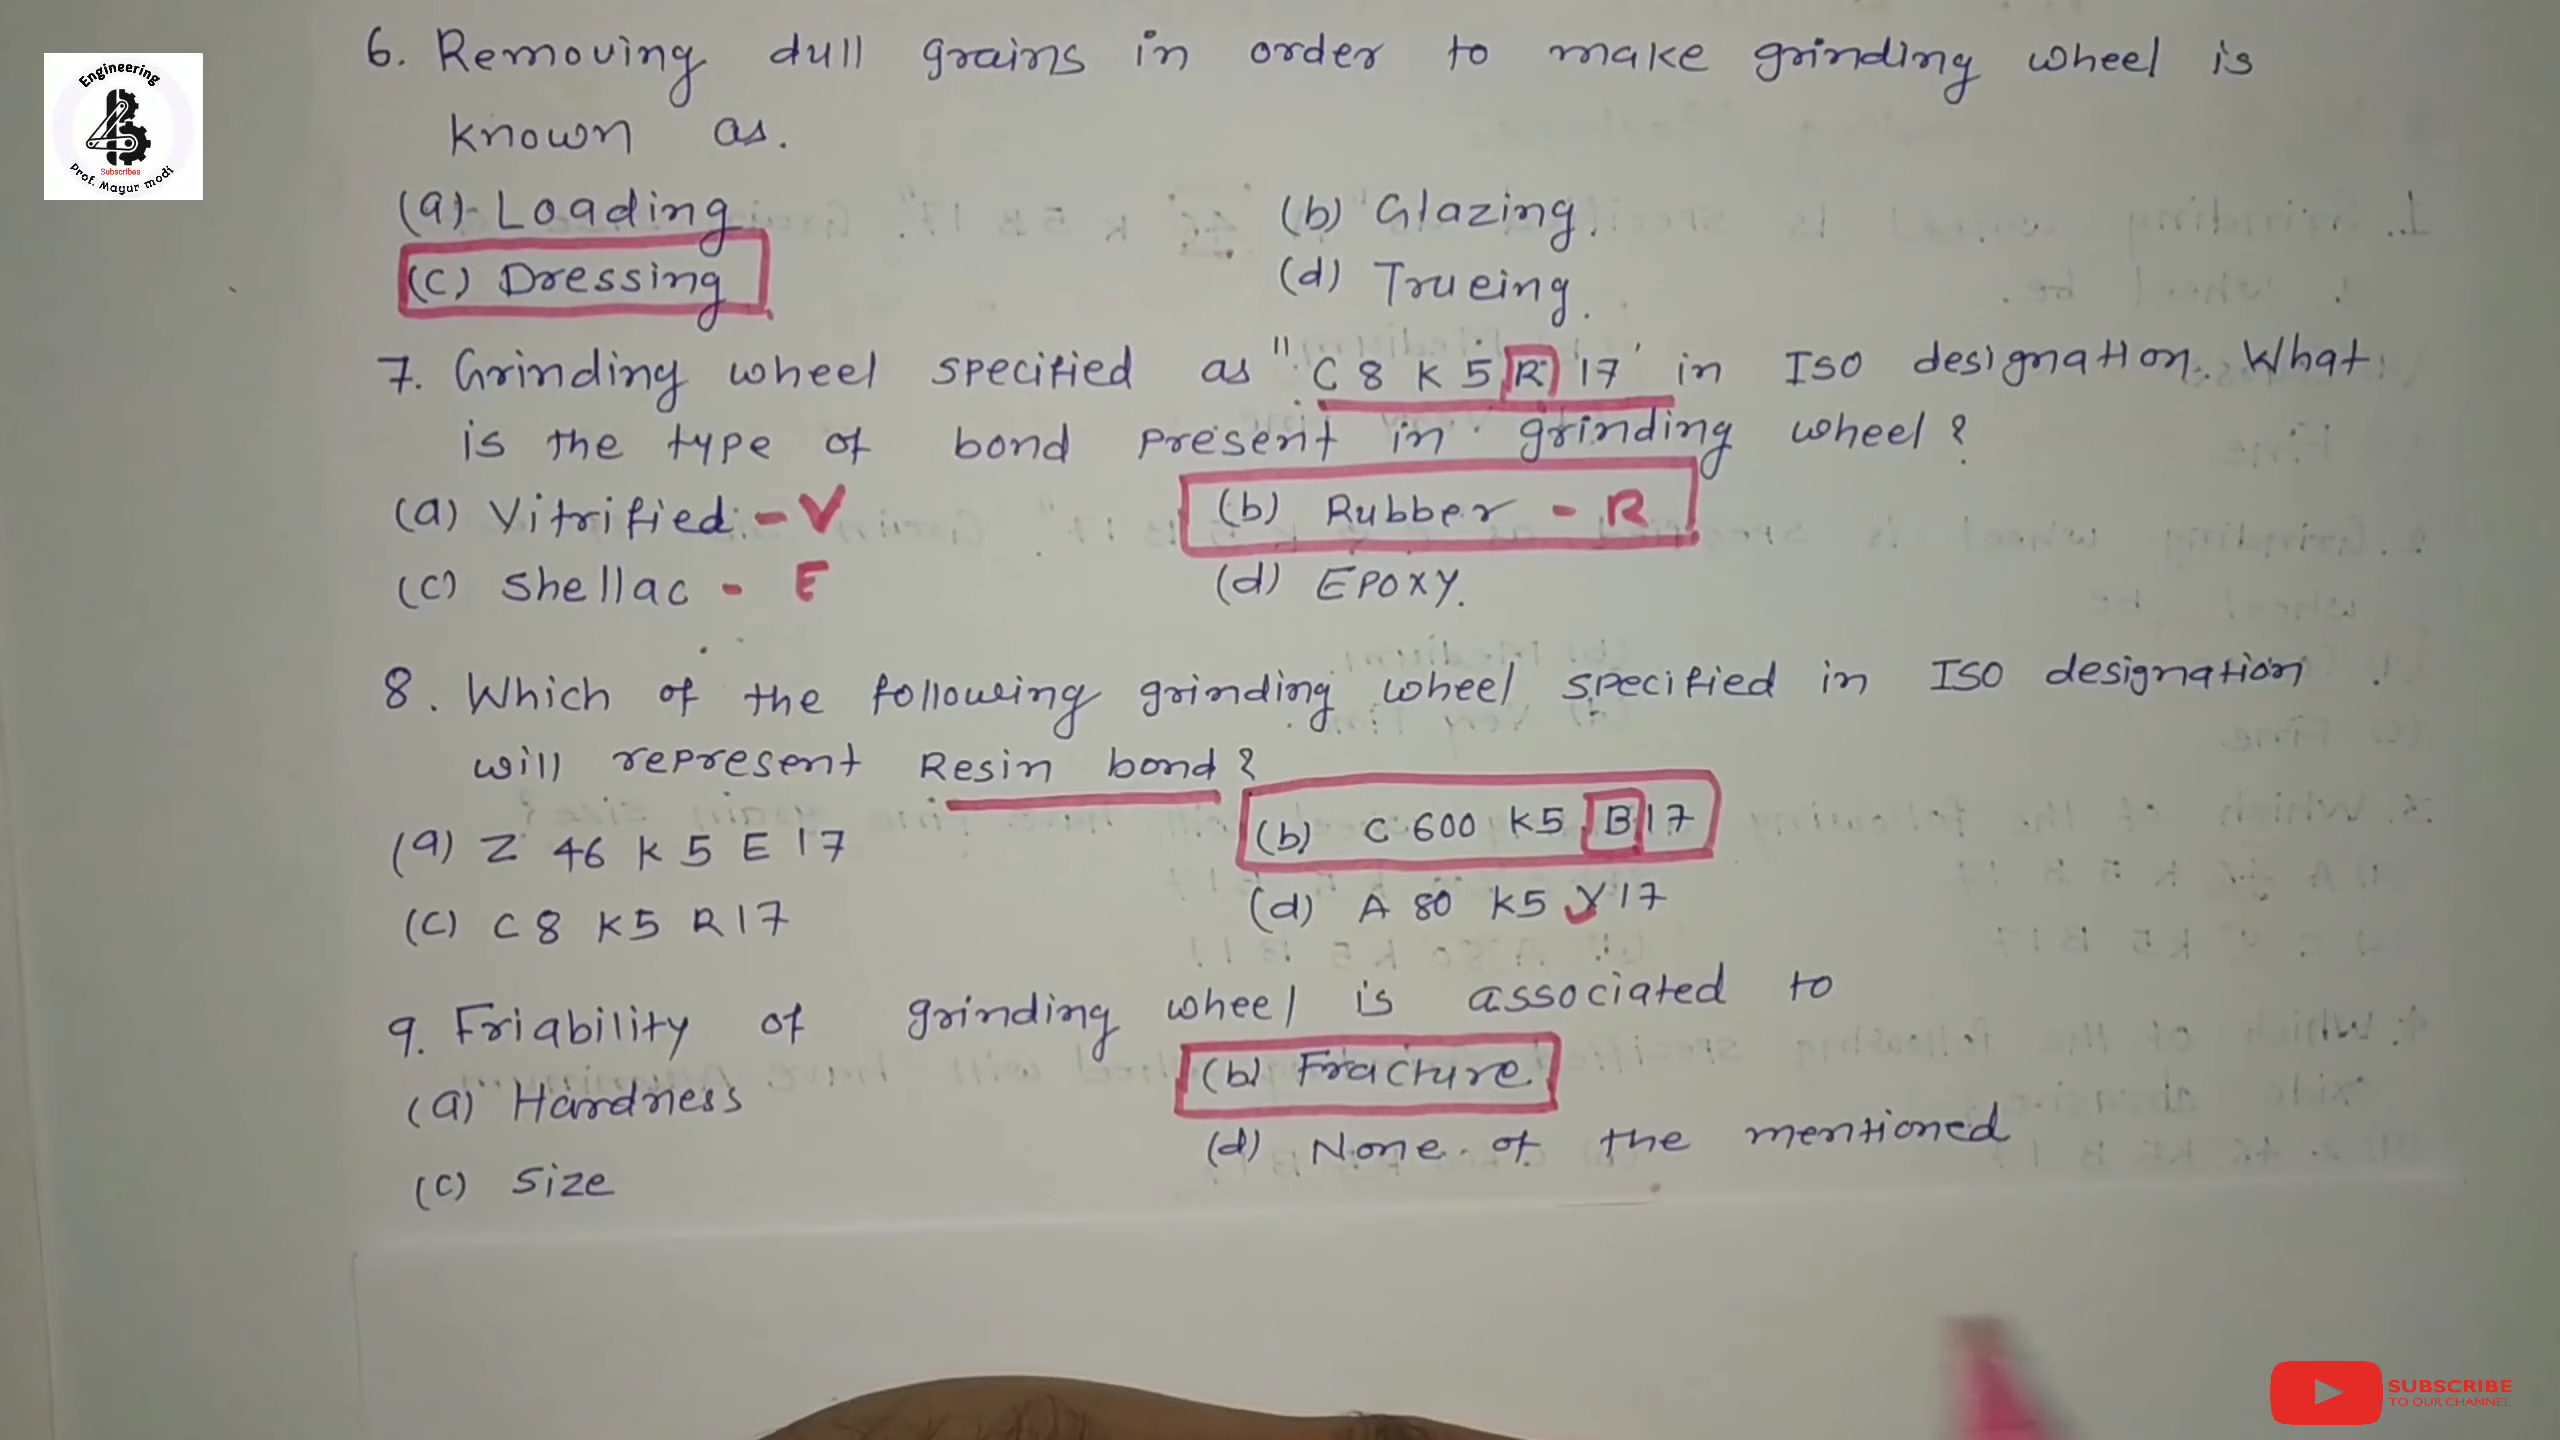 Engineering
Subscribes
Prof. Mayur modi
6. Removing dull grains in order to make grinding wheel is
known as.
(a) Loading
(b) Glazing.
(c) Dressing
(d) Trueing.
7. Grinding wheel specified as "C 8 K 5 R 17' in ISO designation. What
is the type of bond present in grinding wheel?
(a) Vitrified - V
(b) Rubber - R
(c) Shellac - E
(d) Epoxy.
8. Which of the following grinding wheel specified in ISO designation
will represent Resin bond?
(a) Z 46 K 5 E 17
(b) C 600 K5 B 17
(c) C 8 K5 R 17
(d) A 80 K5 V 17
9. Friability of grinding wheel is associated to
(a) Hardness
(b) Fracture
(c) Size
(d) None of the mentioned
SUBSCRIBE
TO OUR CHANNEL